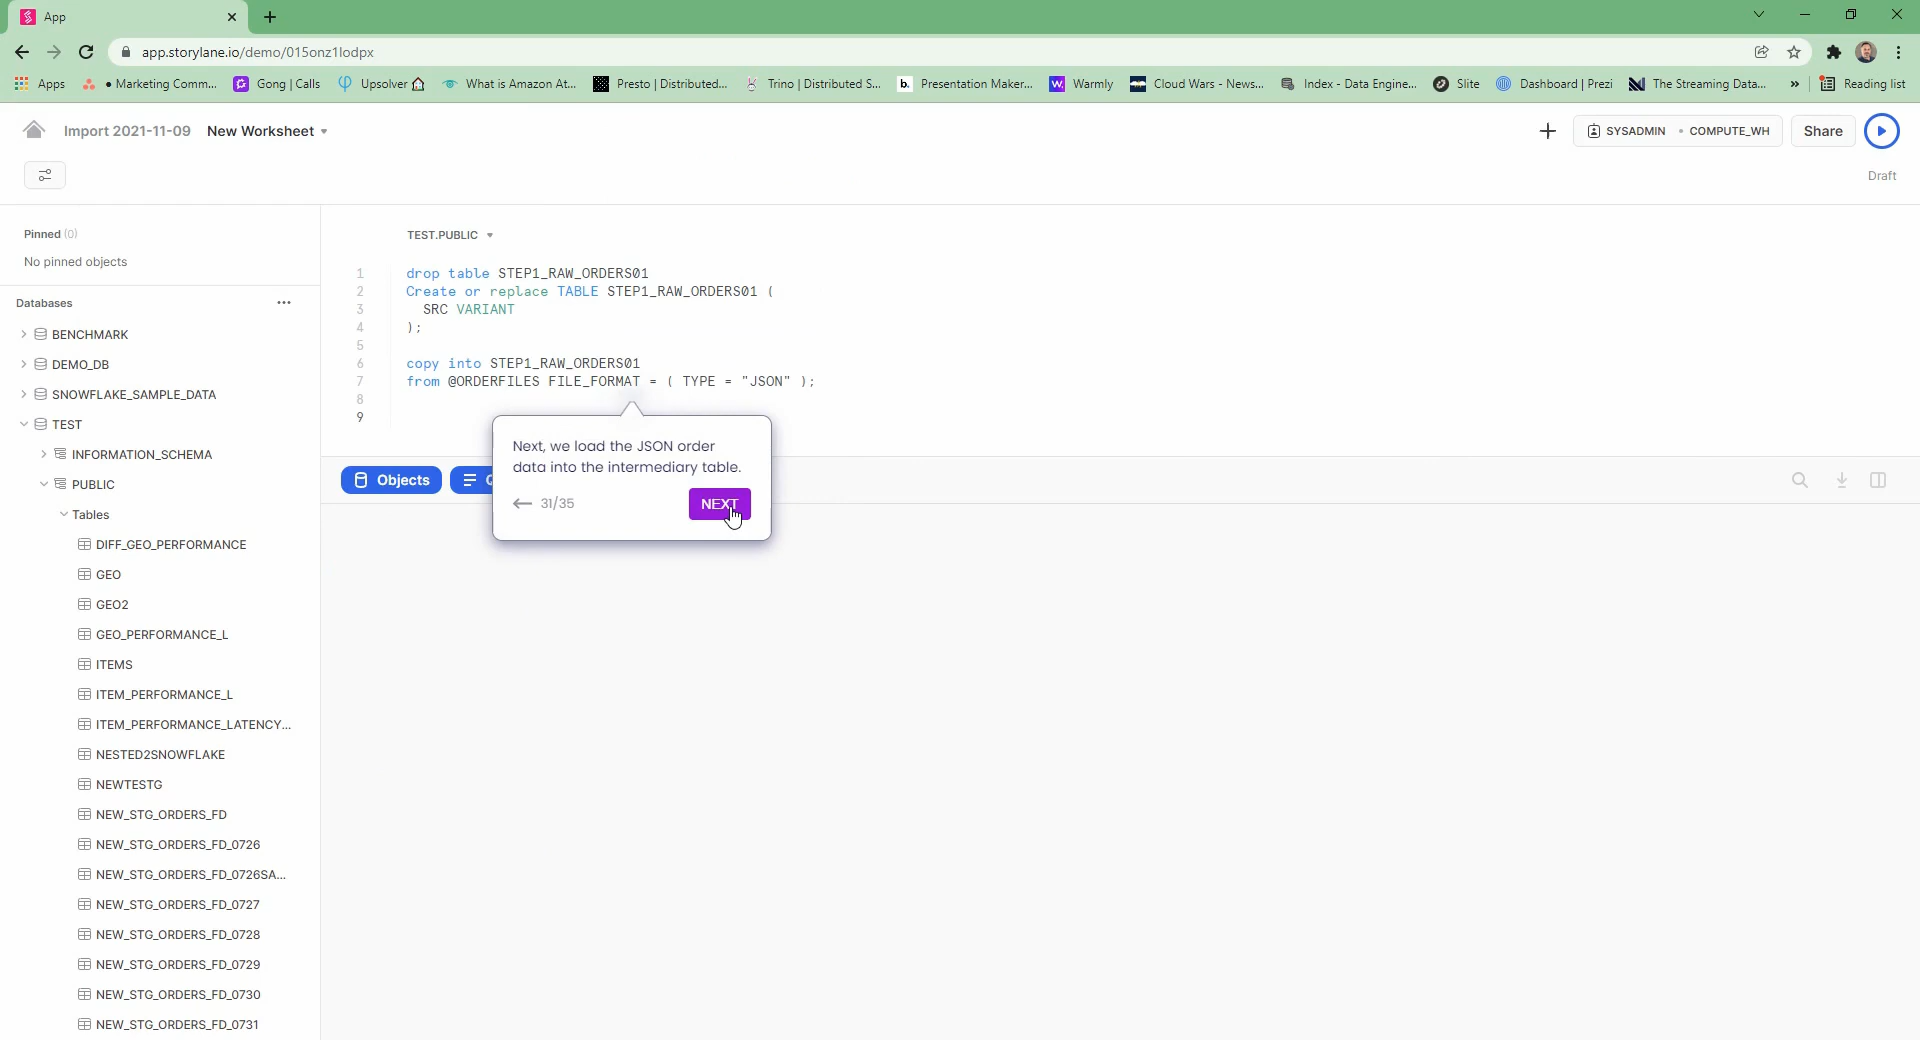 App
app.storylane.io/demo/015onz1lodpx
Apps
• Marketing Comm...
Gong | Calls
Upsolver
What is Amazon At...
Presto | Distributed...
Trino | Distributed S...
b. Presentation Maker...
W. Warmly
Cloud Wars - News...
Index - Data Engine...
Slite
Dashboard | Prezi
The Streaming Data...
»
Reading list
Import 2021-11-09 New Worksheet
SYSADMIN • COMPUTE_WH
Share
Draft
Pinned (0)
No pinned objects
Databases
BENCHMARK
DEMO_DB
SNOWFLAKE_SAMPLE_DATA
TEST
INFORMATION_SCHEMA
PUBLIC
Tables
DIFF_GEO_PERFORMANCE
GEO
GEO2
GEO_PERFORMANCE_L
ITEMS
ITEM_PERFORMANCE_L
ITEM_PERFORMANCE_LATENCY...
NESTED2SNOWFLAKE
NEWTESTG
NEW_STG_ORDERS_FD
NEW_STG_ORDERS_FD_0726
NEW_STG_ORDERS_FD_0726SA...
NEW_STG_ORDERS_FD_0727
NEW_STG_ORDERS_FD_0728
NEW_STG_ORDERS_FD_0729
NEW_STG_ORDERS_FD_0730
NEW_STG_ORDERS_FD_0731
TEST.PUBLIC
1 drop table STEP1_RAW_ORDERS01
2 Create or replace TABLE STEP1_RAW_ORDERS01 (
3 SRC VARIANT
4 );
5
6 copy into STEP1_RAW_ORDERS01
7 from @ORDERFILES FILE_FORMAT = ( TYPE = "JSON" );
8
9
Next, we load the JSON order
data into the intermediary table.
31/35
NEXT
Objects